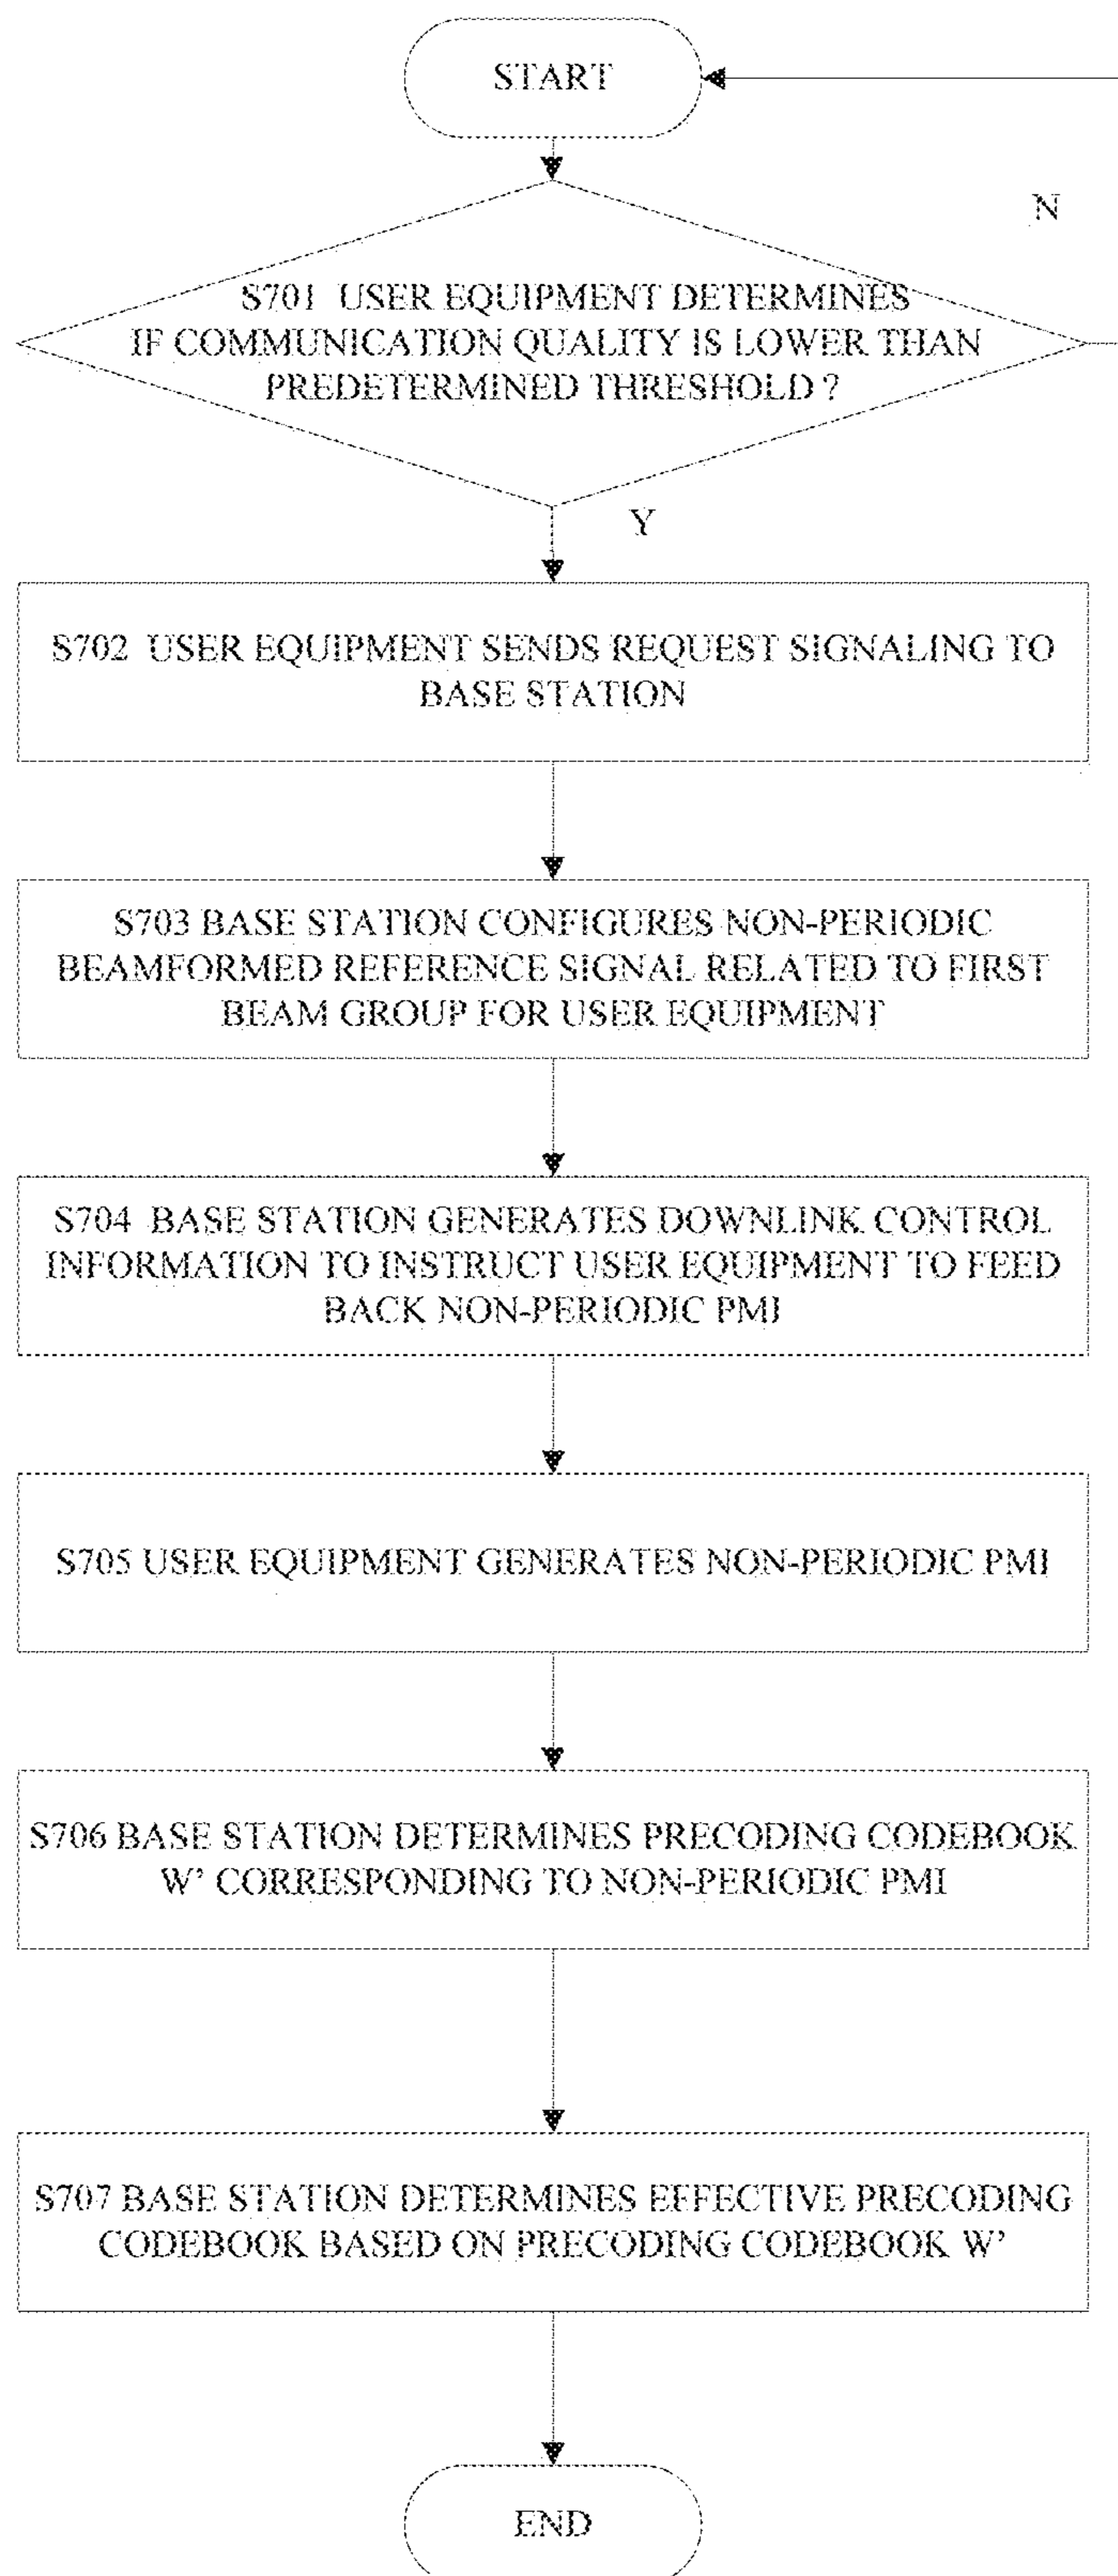 START
N
S701 USER EQUIPMENT DETERMINES
IF COMMUNICATION QUALITY IS LOWER THAN
PREDETERMINED THRESHOLD ?
Y
S702 USER EQUIPMENT SENDS REQUEST SIGNALING TO
BASE STATION
S703 BASE STATION CONFIGURES NON-PERIODIC
BEAMFORMED REFERENCE SIGNAL RELATED TO FIRST
BEAM GROUP FOR USER EQUIPMENT
S704 BASE STATION GENERATES DOWNLINK CONTROL
INFORMATION TO INSTRUCT USER EQUIPMENT TO FEED
BACK NON-PERIODIC PMI
S705 USER EQUIPMENT GENERATES NON-PERIODIC PMI
S706 BASE STATION DETERMINES PRECODING CODEBOOK
W’ CORRESPONDING TO NON-PERIODIC PMI
S707 BASE STATION DETERMINES EFFECTIVE PRECODING
CODEBOOK BASED ON PRECODING CODEBOOK W’
END